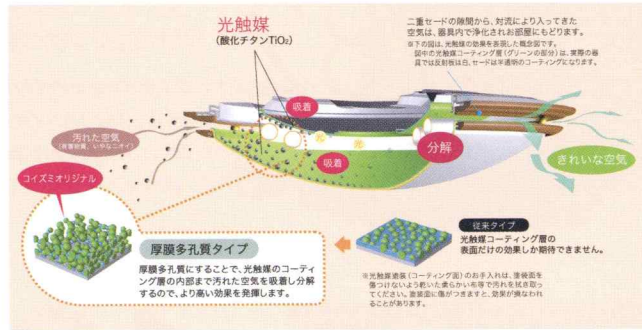 光触媒
(酸化チタンTiO₂)
二重セードの隙間から、対流により入ってきた
空気は、器具内で浄化されお部屋にもどります。
※下の図は、光触媒の効果を表現した概念図です。
図中の光触媒コーティング層(グリーンの部分)は、実際の器
具では反射板は白、セードは半透明のコーティングになります。
吸着
汚れた空気
(有害物質、いやなニオイ)
吸着
分解
きれいな空気
コイズミオリジナル
厚膜多孔質タイプ
厚膜多孔質にすることで、光触媒のコーティ
ング層の内部まで汚れた空気を吸着し分解
するので、より高い効果を発揮します。
従来タイプ
光触媒コーティング層の
表面だけの効果しか期待できません。
※光触媒塗装(コーティング面)のお手入れは、塗装面を
傷つけないよう乾いた柔らかい布等で汚れを拭き取っ
てください。塗装面に傷がつきますと、効果が損なわれ
ることがあります。